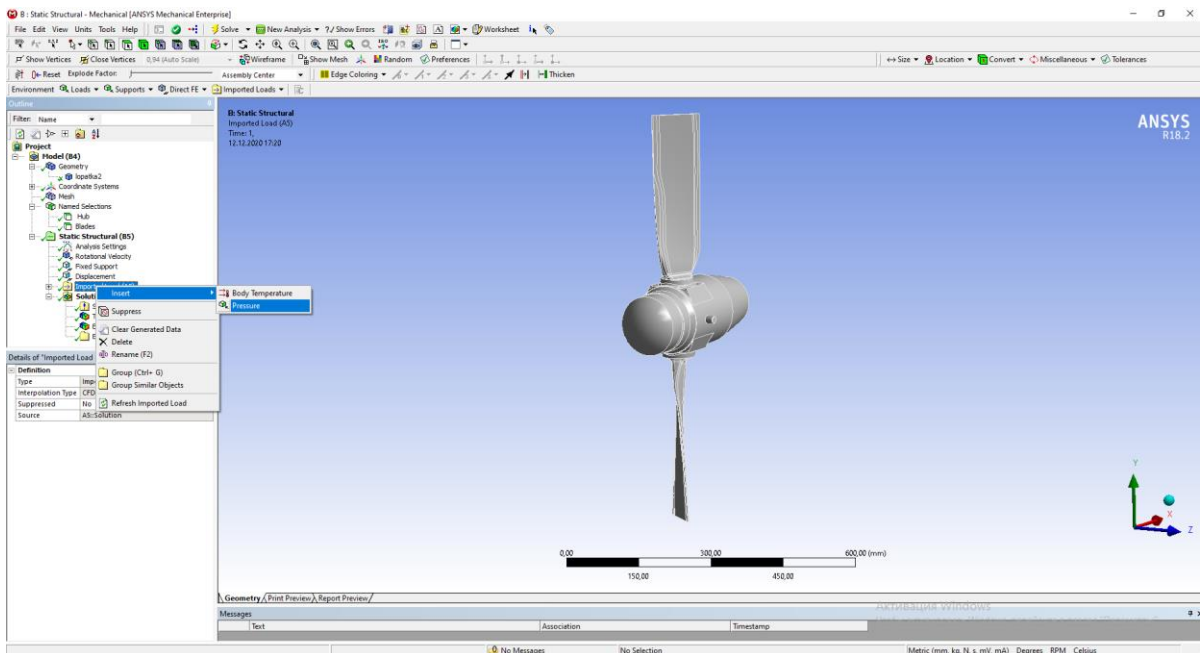 B : Static Structural - Mechanical [ANSYS Mechanical Enterprise]
File Edit View Units Tools Help Solve New Analysis ?/ Show Errors Worksheet
Show Vertices Close Vertices 0,94 (Auto Scale) Wireframe Show Mesh Random Preferences Size Location Convert Miscellaneous Tolerances
Reset Explode Factor: Assembly Center Edge Coloring Thicken
Environment Loads Supports Direct FE Imported Loads
Outline
Filter: Name
Project
Model (B4)
Geometry
lopatka2
Coordinate Systems
Mesh
Named Selections
Hub
Blades
Static Structural (B5)
Analysis Settings
Rotational Velocity
Fixed Support
Displacement
Soluti
Insert
Suppress
Clear Generated Data
Delete
Rename (F2)
Group (Ctrl+ G)
Group Similar Objects
Refresh Imported Load
Body Temperature
Pressure
Details of "Imported Load
Definition
Type Imp
Interpolation Type CFD
Suppressed No
Source A5::Solution
B: Static Structural
Imported Load (A5)
Time: 1,
12.12.2020 17:20
ANSYS
R18.2
Y
X
Z
0,00 300,00 600,00 (mm)
150,00 450,00
Geometry Print Preview Report Preview
Активация Windows
Messages
Text Association Timestamp
No Messages No Selection Metric (mm, kg, N, s, mV, mA) Degrees RPM Celsius